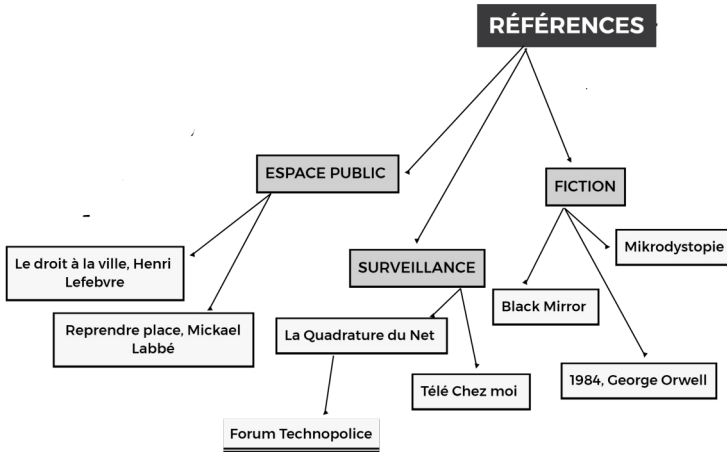 RÉFÉRENCES
ESPACE PUBLIC
FICTION
Mikrodystopie
Le droit à la ville, Henri
Lefebvre
SURVEILLANCE
Black Mirror
Reprendre place, Mickael
Labbé
La Quadrature du Net
Télé Chez moi
1984, George Orwell
Forum Technopolice